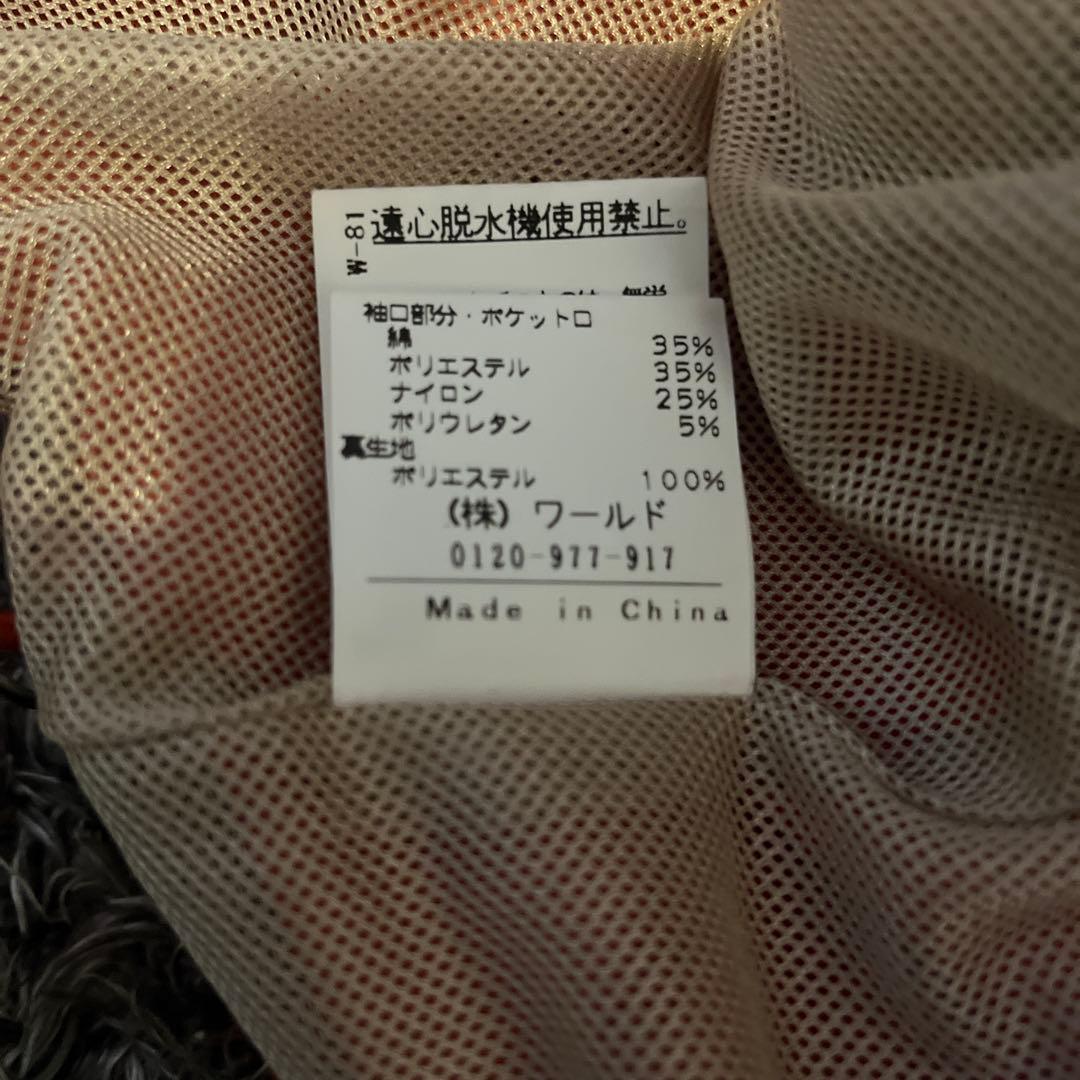 W-81
遠心脱水機使用禁止。
袖口部分・ポケット口
綿 35%
ポリエステル 35%
ナイロン 25%
ポリウレタン 5%
裏生地
ポリエステル 100%
(株) ワールド
0120-977-917
Made in China